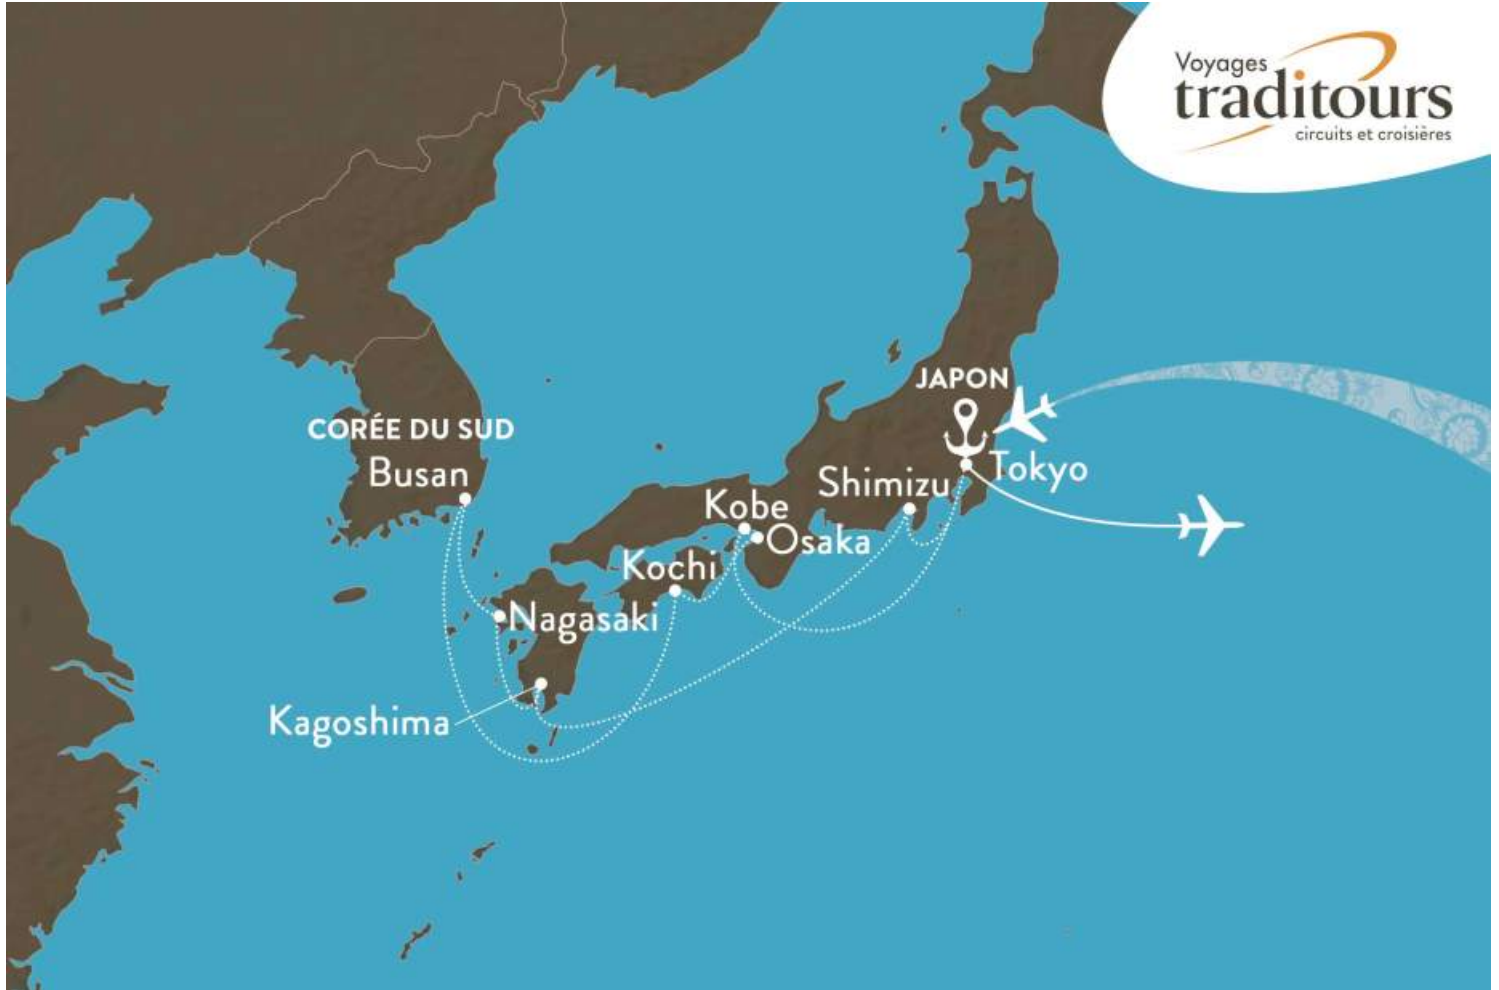 Voyages
traditours
circuits et croisières
JAPON
CORÉE DU SUD
Busan
Tokyo
Shimizu
Kobe
Osaka
Kochi
Nagasaki
Kagoshima